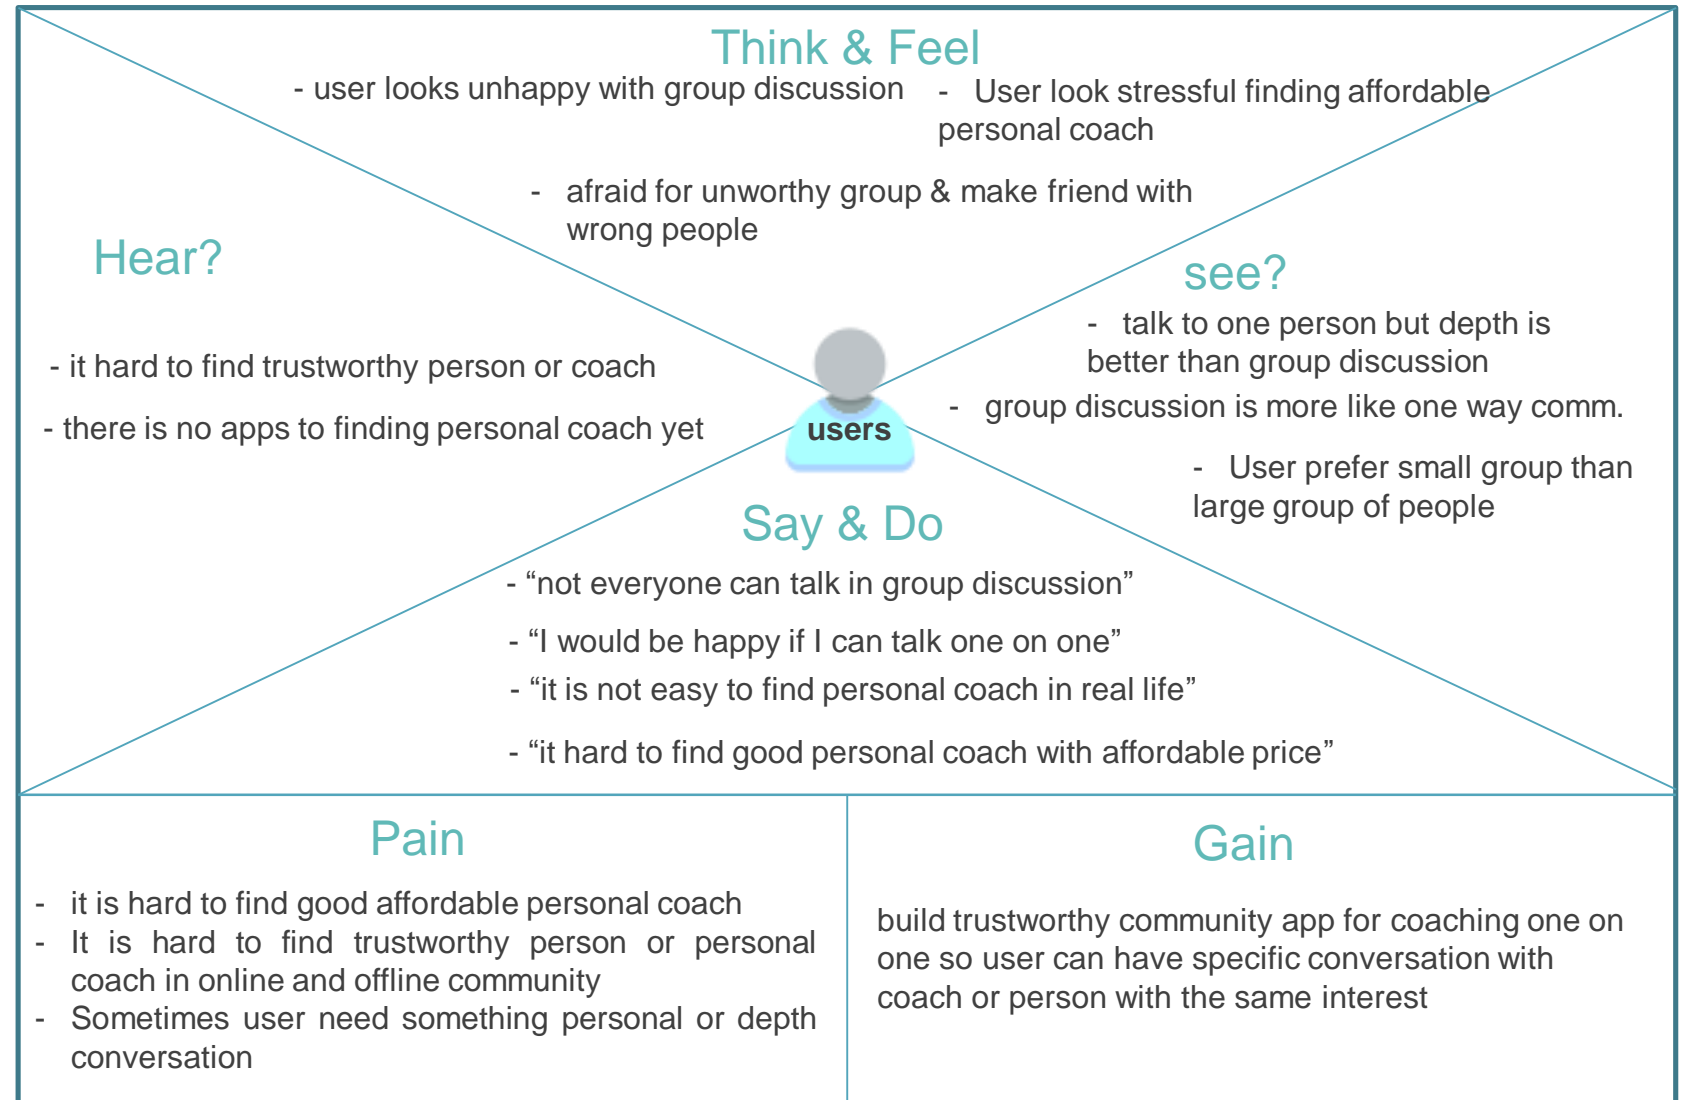 Think & Feel
- user looks unhappy with group discussion
- User look stressful finding affordable
personal coach
- afraid for unworthy group & make friend with
wrong people
Hear?
- it hard to find trustworthy person or coach
- there is no apps to finding personal coach yet
see?
- talk to one person but depth is
better than group discussion
- group discussion is more like one way comm.
- User prefer small group than
large group of people
users
Say & Do
- “not everyone can talk in group discussion”
- “I would be happy if I can talk one on one”
- “it is not easy to find personal coach in real life”
- “it hard to find good personal coach with affordable price”
Pain
- it is hard to find good affordable personal coach
- It is hard to find trustworthy person or personal
coach in online and offline community
- Sometimes user need something personal or depth
conversation
Gain
build trustworthy community app for coaching one on
one so user can have specific conversation with
coach or person with the same interest